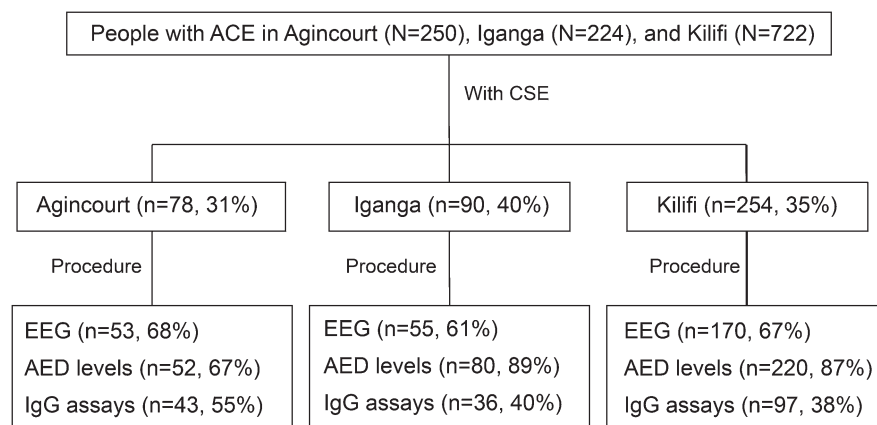 People with ACE in Agincourt (N=250), Iganga (N=224), and Kilifi (N=722)
With CSE
Agincourt (n=78, 31%)
Iganga (n=90, 40%)
Kilifi (n=254, 35%)
Procedure
Procedure
Procedure
EEG (n=53, 68%)
AED levels (n=52, 67%)
IgG assays (n=43, 55%)
EEG (n=55, 61%)
AED levels (n=80, 89%)
IgG assays (n=36, 40%)
EEG (n=170, 67%)
AED levels (n=220, 87%)
IgG assays (n=97, 38%)